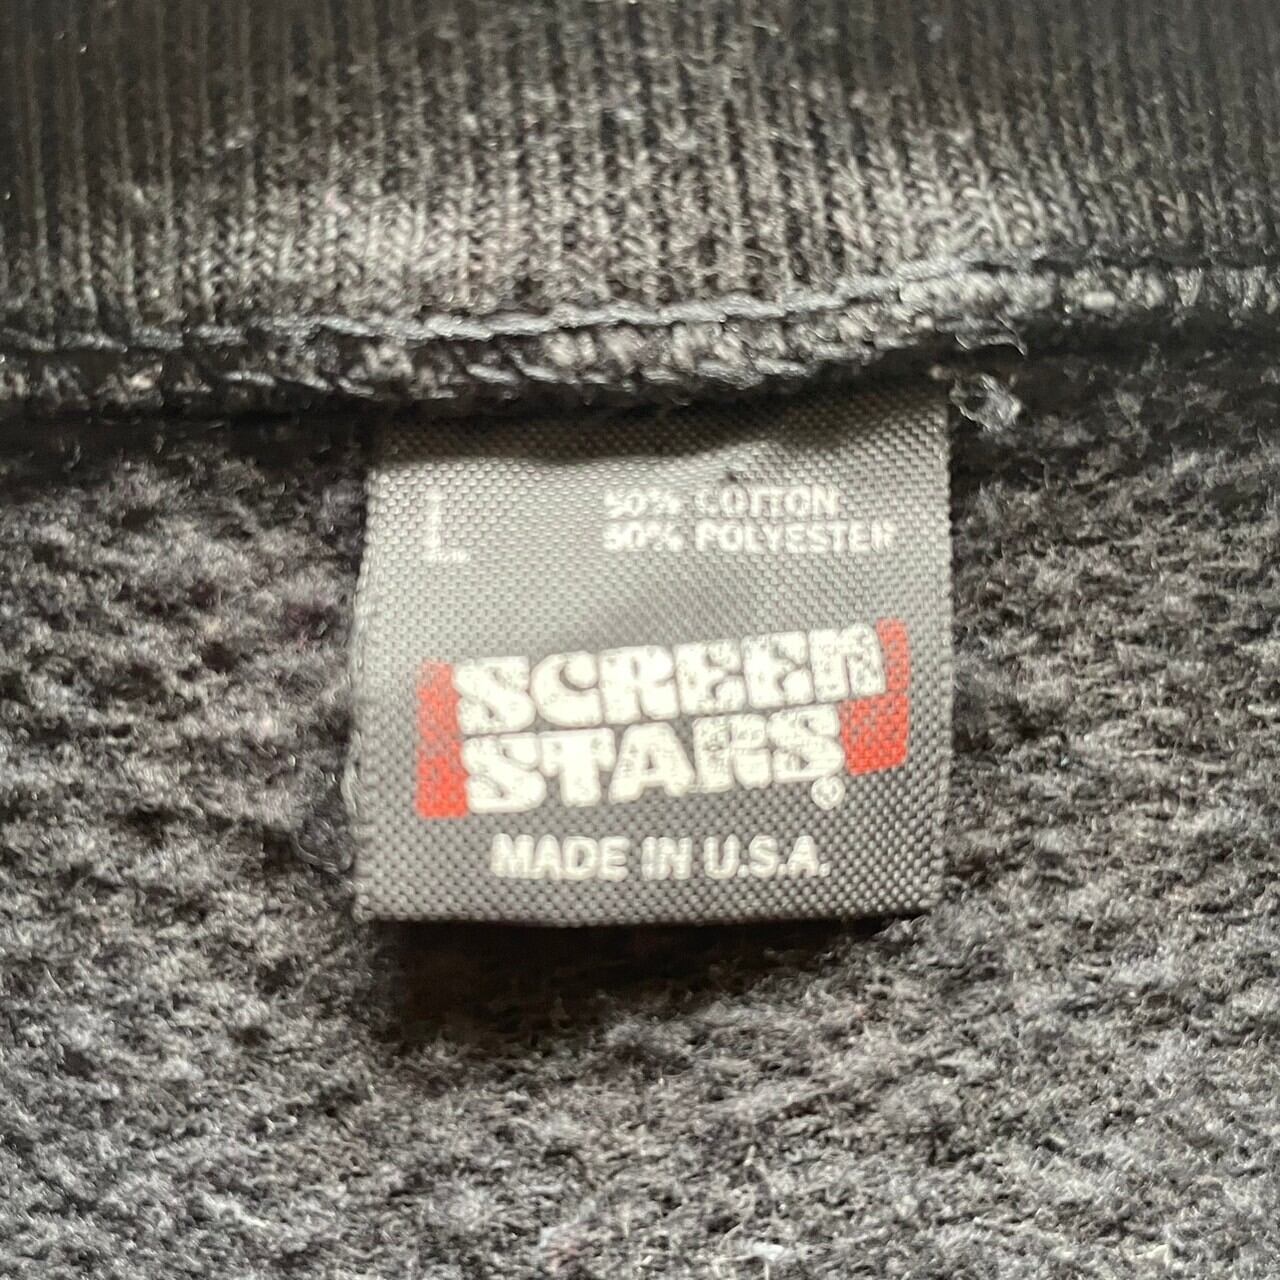 L
50% COTTON
50% POLYESTER
SCREEN
STARS®
MADE IN U.S.A.